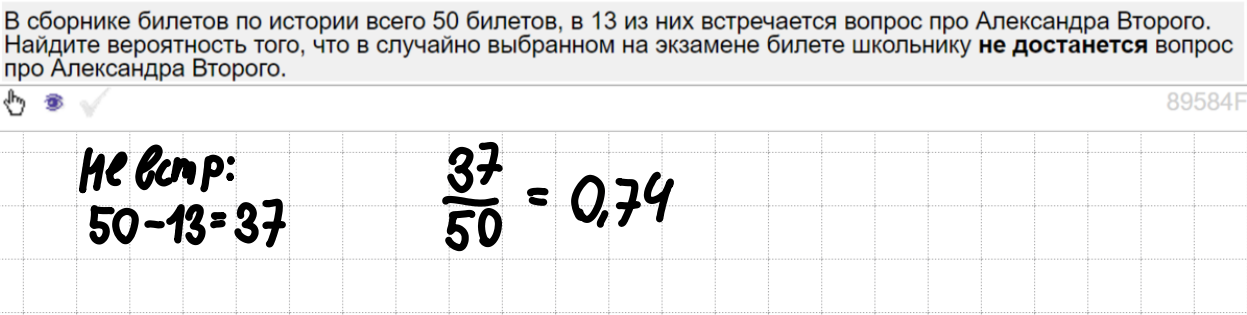 В сборнике билетов по истории всего 50 билетов, в 13 из них встречается вопрос про Александра Второго.
Найдите вероятность того, что в случайно выбранном на экзамене билете школьнику не достанется вопрос
про Александра Второго.
89584F
Не встр:
50-13=37
37/50 = 0,74